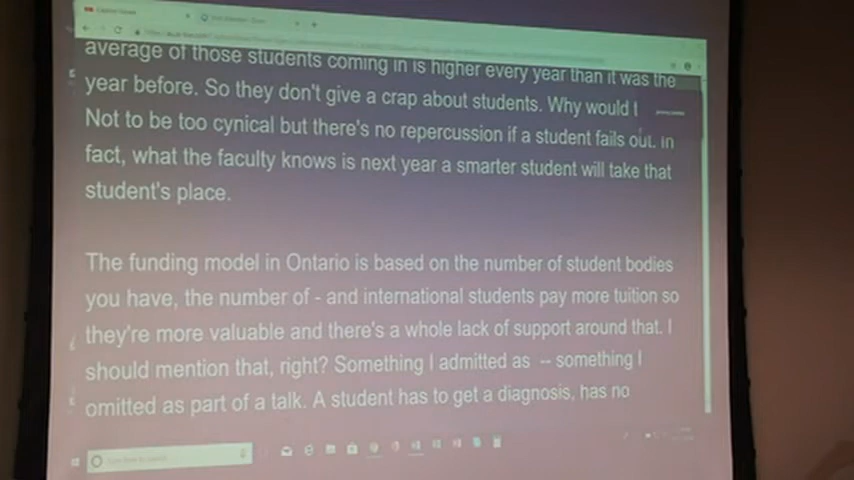 average of those students coming in is higher every year than it was the
year before. So they don't give a crap about students. Why would t
Not to be too cynical but there's no repercussion if a student fails out. In
fact, what the faculty knows is next year a smarter student will take that
student's place.
The funding model in Ontario is based on the number of student bodies
you have, the number of - and international students pay more tuition so
they're more valuable and there's a whole lack of support around that. I
should mention that, right? Something I admitted as -- something I
omitted as part of a talk. A student has to get a diagnosis, has no